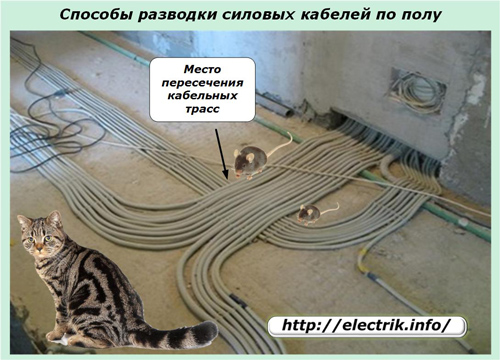 Способы разводки силовых кабелей по полу
Место
пересечения
кабельных
трасс
http://electrik.info/